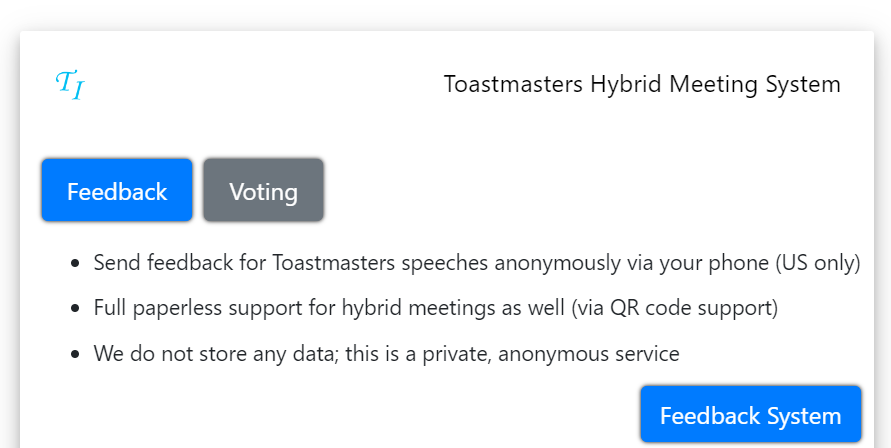 TI
Toastmasters Hybrid Meeting System
Feedback
Voting
Send feedback for Toastmasters speeches anonymously via your phone (US only)
Full paperless support for hybrid meetings as well (via QR code support)
We do not store any data; this is a private, anonymous service
Feedback System